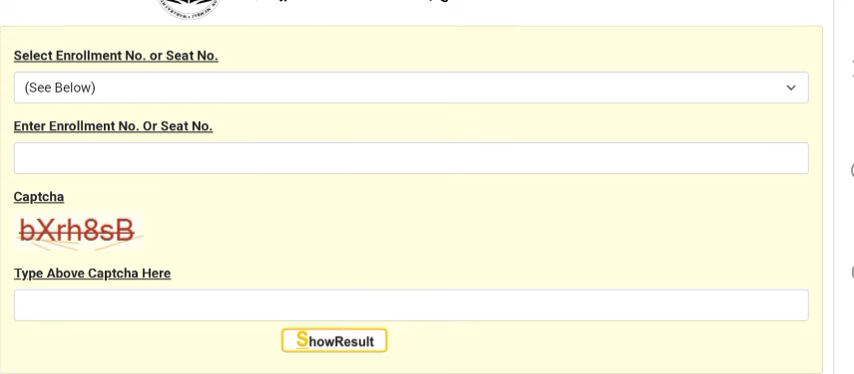 Select Enrollment No. or Seat No.
(See Below)
Enter Enrollment No. Or Seat No.
Captcha
bXrh8sB
Type Above Captcha Here
ShowResult